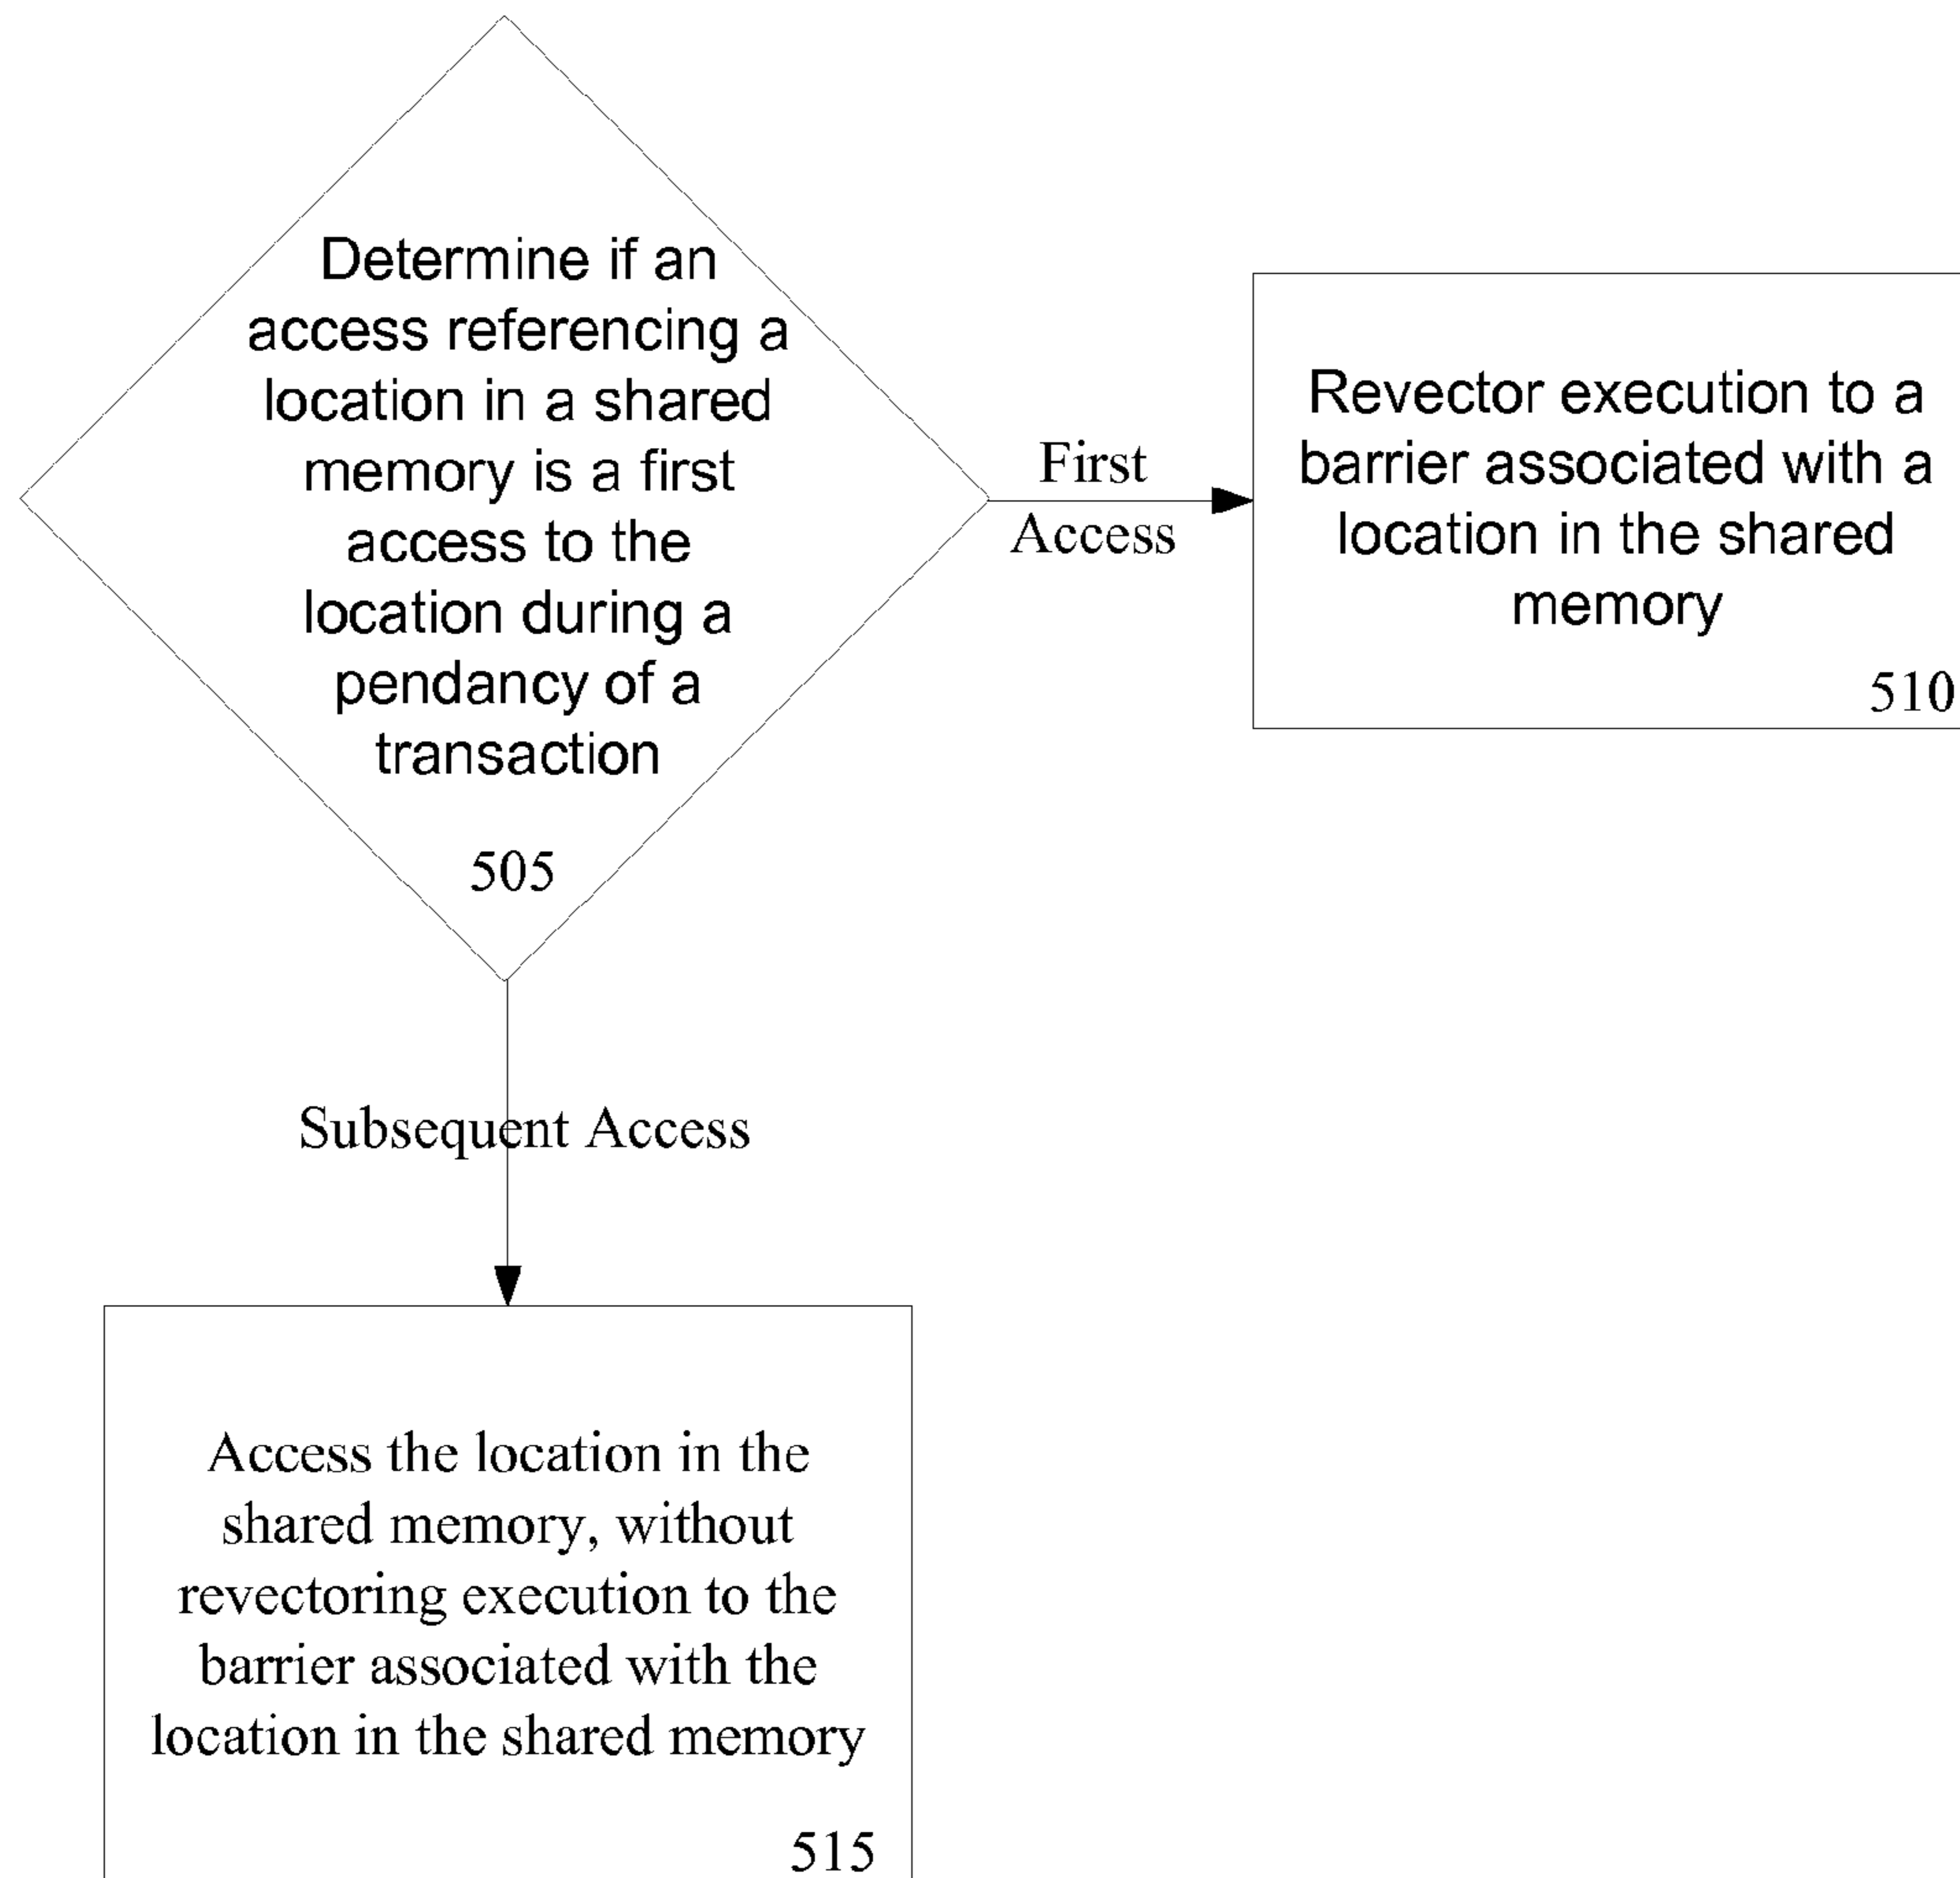 Determine if an
access referencing a
location in a shared
memory is a first
access to the
location during a
pendancy of a
transaction
505
First
Access
Revector execution to a
barrier associated with a
location in the shared
memory
510
Subsequent Access
Access the location in the
shared memory, without
revectoring execution to the
barrier associated with the
location in the shared memory
515